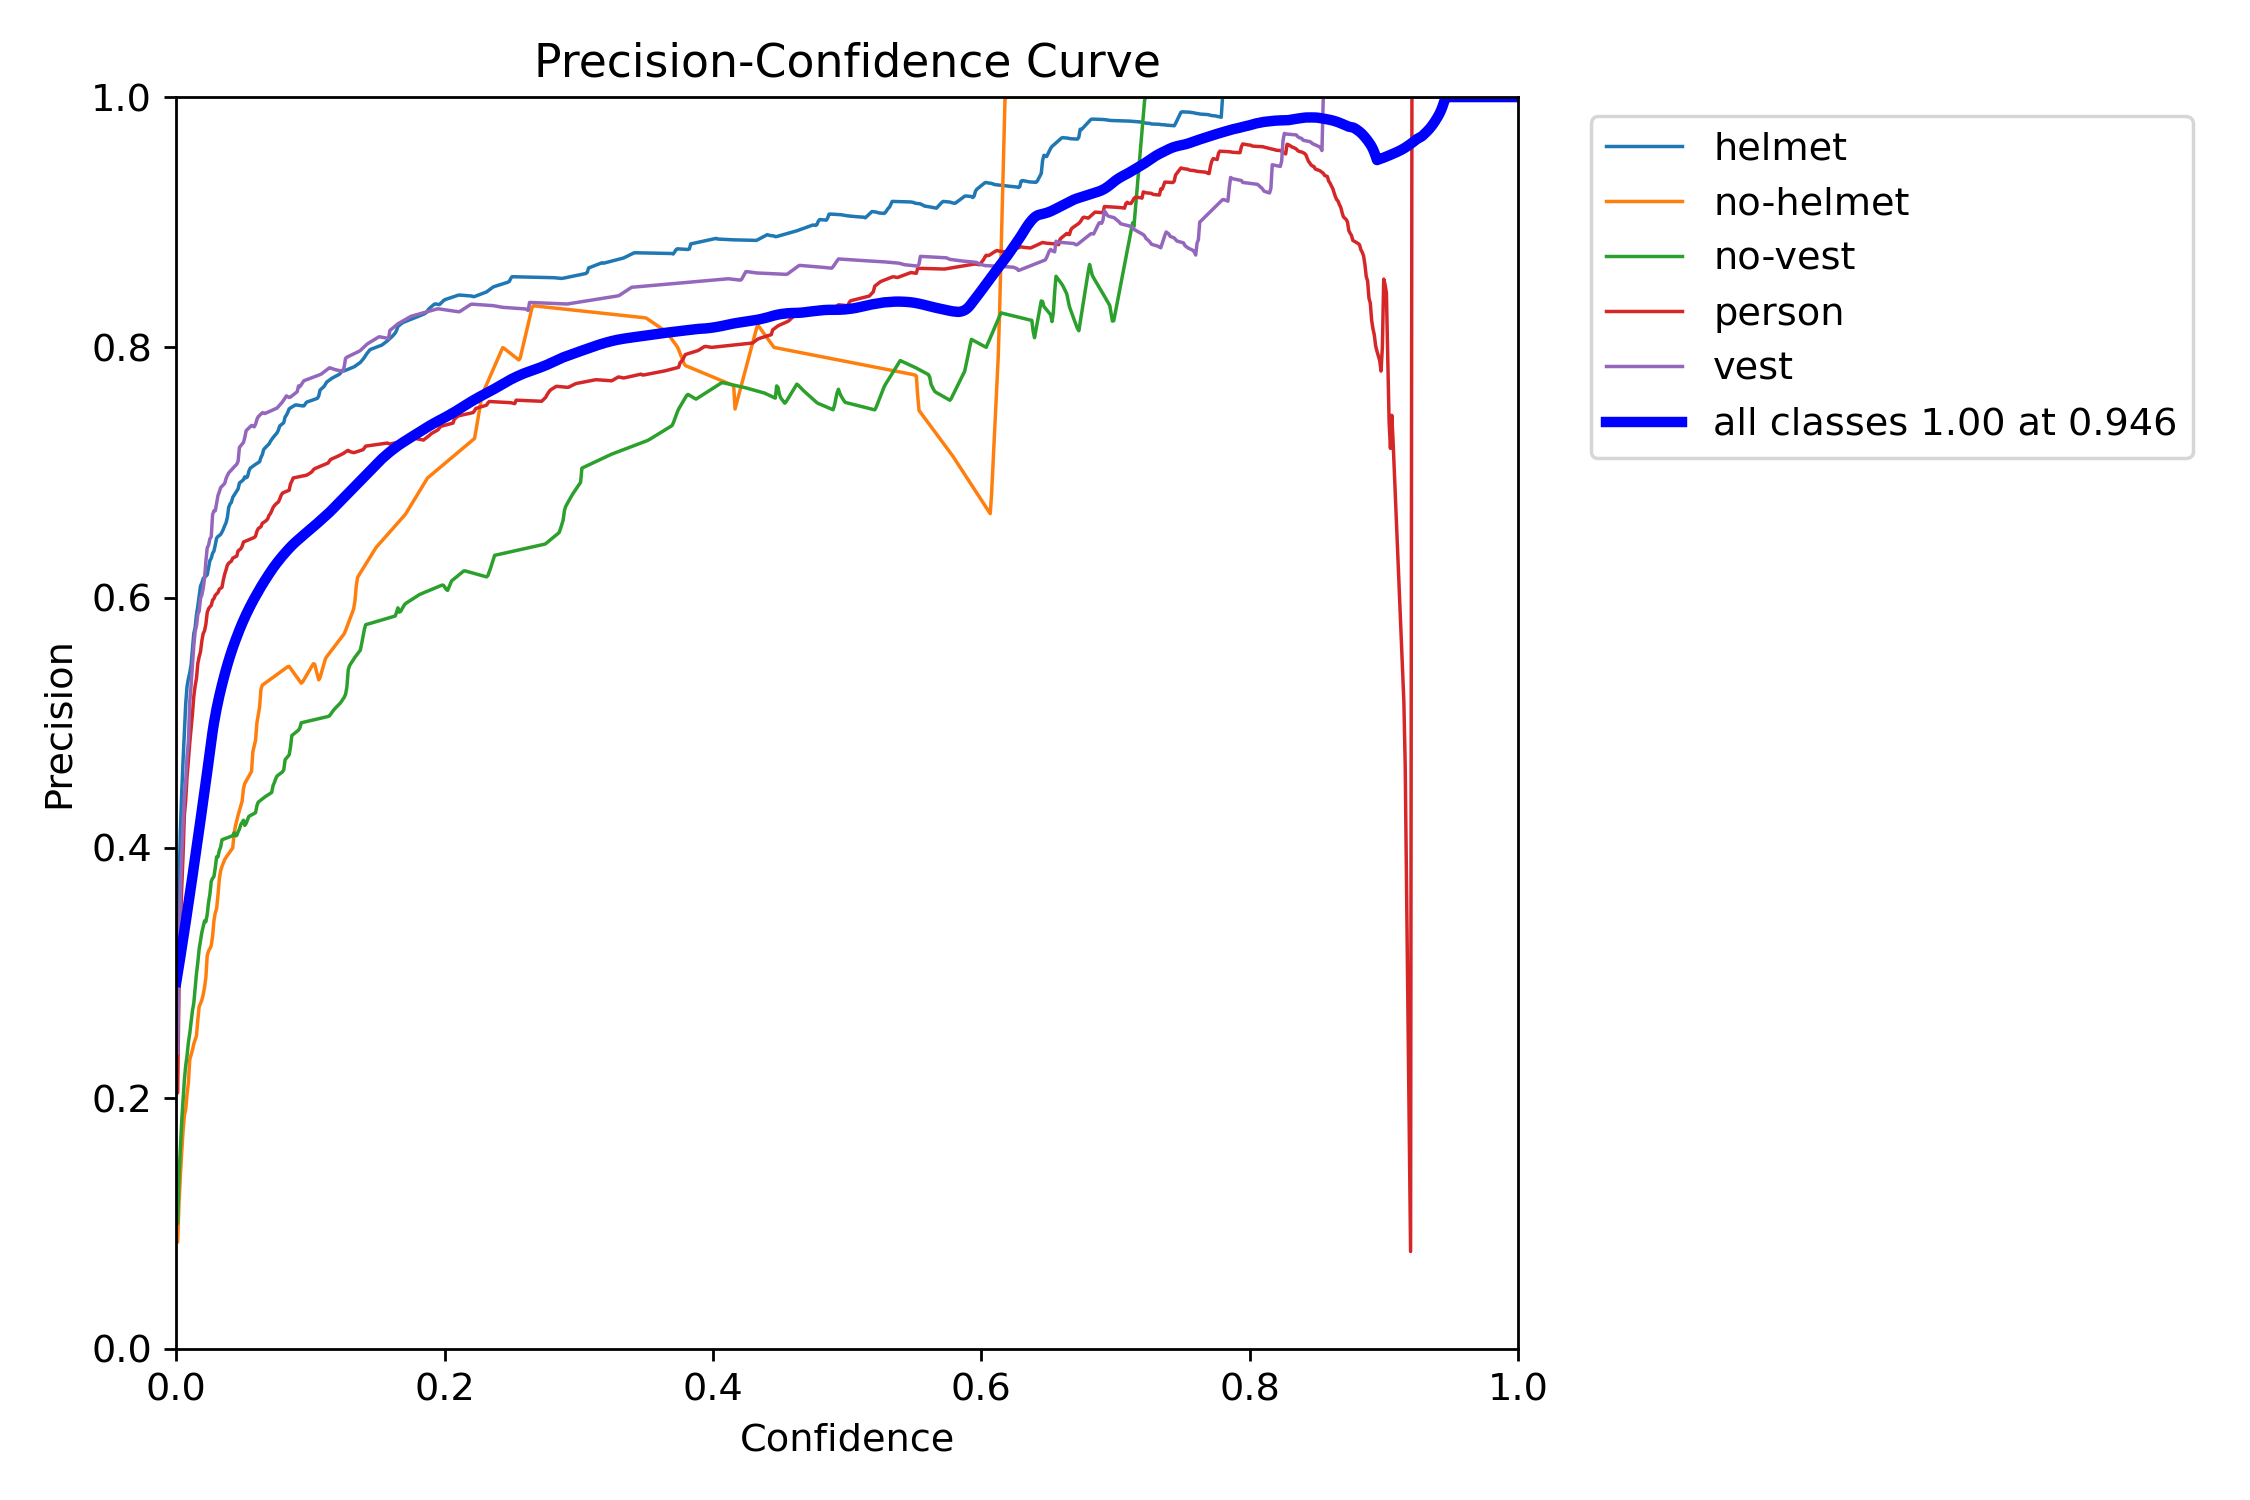 Precision-Confidence Curve
1.0
0.8
0.6
0.4
0.2
0.0
Precision
0.0 0.2 0.4 0.6 0.8 1.0
Confidence
helmet
no-helmet
no-vest
person
vest
all classes 1.00 at 0.946